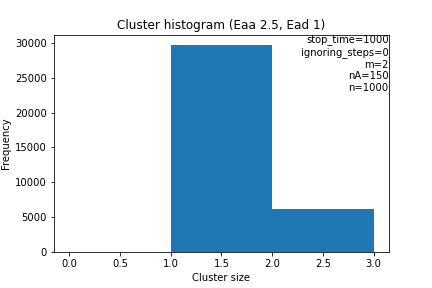 Cluster histogram (Eaa 2.5, Ead 1)
stop_time=1000
ignoring_steps=0
m=2
nA=150
n=1000
Frequency
30000
25000
20000
15000
10000
5000
0
0.0 0.5 1.0 1.5 2.0 2.5 3.0
Cluster size